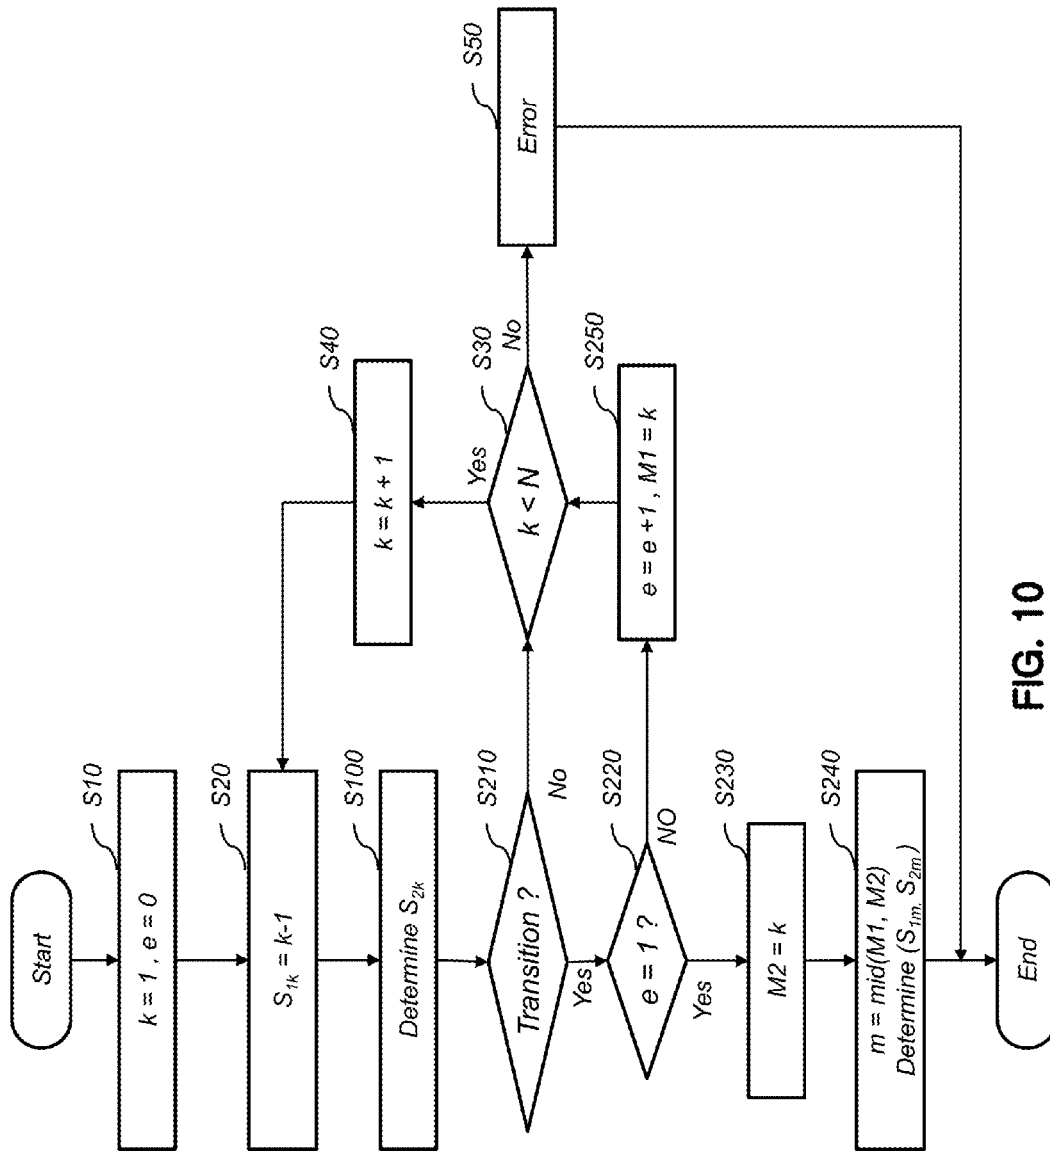 Start
S10
k = 1 , e = 0
S20
S1k = k-1
S100
Determine S2k
S210
Transition ?
No
Yes
S220
e = 1 ?
NO
Yes
S230
M2 = k
S240
m = mid(M1, M2)
Determine (S1m, S2m)
End
S40
k = k + 1
S30
Yes
k < N
No
S250
e = e +1 , M1 = k
S50
Error
FIG. 10